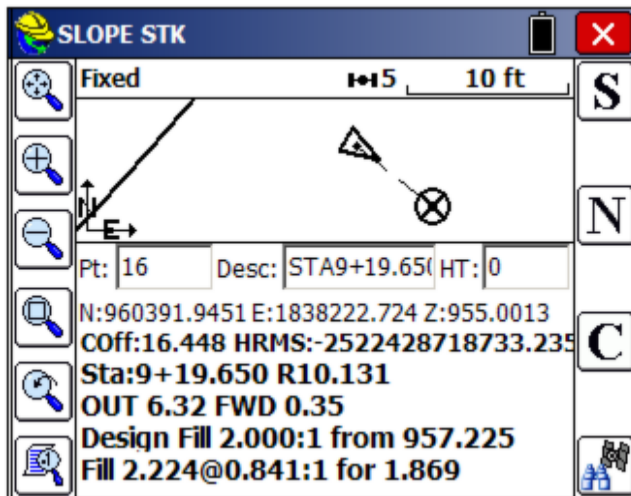 SLOPE STK
Fixed 5 10 ft
S
N
E
Pt: 16 Desc: STA9+19.650 HT: 0
N
N:960391.9451 E:1838222.724 Z:955.0013
COff:16.448 HRMS:-2522428718733.235
C
Sta:9+19.650 R10.131
OUT 6.32 FWD 0.35
Design Fill 2.000:1 from 957.225
Fill 2.224@0.841:1 for 1.869